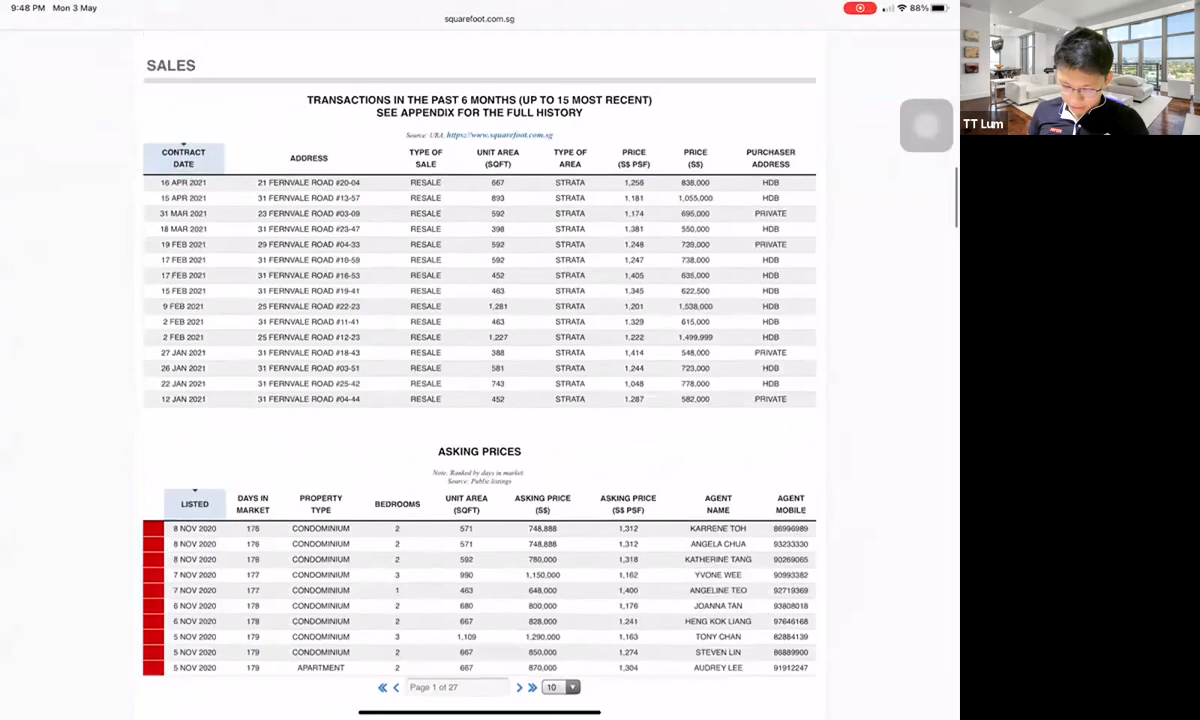 9:48 PM Mon 3 May
squarefoot.com.sg
88%
TT Lum
SALES
TRANSACTIONS IN THE PAST 6 MONTHS (UP TO 15 MOST RECENT)
SEE APPENDIX FOR THE FULL HISTORY
Source: URA, https://www.squarefoot.com.sg
CONTRACT DATE ADDRESS TYPE OF SALE UNIT AREA (SQFT) TYPE OF AREA PRICE (S$ PSF) PRICE (S$) PURCHASER ADDRESS
16 APR 2021 21 FERNVALE ROAD #20-04 RESALE 667 STRATA 1,256 838,000 HDB
15 APR 2021 31 FERNVALE ROAD #13-57 RESALE 893 STRATA 1,181 1,055,000 HDB
31 MAR 2021 23 FERNVALE ROAD #03-09 RESALE 592 STRATA 1,174 695,000 PRIVATE
18 MAR 2021 31 FERNVALE ROAD #23-47 RESALE 398 STRATA 1,381 550,000 HDB
19 FEB 2021 29 FERNVALE ROAD #04-33 RESALE 592 STRATA 1,248 739,000 PRIVATE
17 FEB 2021 31 FERNVALE ROAD #10-59 RESALE 592 STRATA 1,247 738,000 HDB
17 FEB 2021 31 FERNVALE ROAD #16-53 RESALE 452 STRATA 1,405 635,000 HDB
15 FEB 2021 31 FERNVALE ROAD #19-41 RESALE 463 STRATA 1,345 622,500 HDB
9 FEB 2021 25 FERNVALE ROAD #22-23 RESALE 1,281 STRATA 1,201 1,538,000 HDB
2 FEB 2021 31 FERNVALE ROAD #11-41 RESALE 463 STRATA 1,329 615,000 HDB
2 FEB 2021 25 FERNVALE ROAD #12-23 RESALE 1,227 STRATA 1,222 1,499,999 HDB
27 JAN 2021 31 FERNVALE ROAD #18-43 RESALE 388 STRATA 1,414 548,000 PRIVATE
26 JAN 2021 31 FERNVALE ROAD #03-51 RESALE 581 STRATA 1,244 723,000 HDB
22 JAN 2021 31 FERNVALE ROAD #25-42 RESALE 743 STRATA 1,048 778,000 HDB
12 JAN 2021 31 FERNVALE ROAD #04-44 RESALE 452 STRATA 1,287 582,000 PRIVATE
ASKING PRICES
Note: Ranked by days in market
Source: Public listings
LISTED DAYS IN MARKET PROPERTY TYPE BEDROOMS UNIT AREA (SQFT) ASKING PRICE (S$) ASKING PRICE (S$ PSF) AGENT NAME AGENT MOBILE
8 NOV 2020 176 CONDOMINIUM 2 571 748,888 1,312 KARRENE TOH 86996989
8 NOV 2020 176 CONDOMINIUM 2 571 748,888 1,312 ANGELA CHUA 93233330
8 NOV 2020 176 CONDOMINIUM 2 592 780,000 1,318 KATHERINE TANG 90269065
7 NOV 2020 177 CONDOMINIUM 3 990 1,150,000 1,162 YVONE WEE 90993382
7 NOV 2020 177 CONDOMINIUM 1 463 648,000 1,400 ANGELINE TEO 92719369
6 NOV 2020 178 CONDOMINIUM 2 680 800,000 1,176 JOANNA TAN 93808018
6 NOV 2020 178 CONDOMINIUM 2 667 828,000 1,241 HENG KOK LIANG 97646168
5 NOV 2020 179 CONDOMINIUM 3 1,109 1,290,000 1,163 TONY CHAN 82884139
5 NOV 2020 179 CONDOMINIUM 2 667 850,000 1,274 STEVEN LIN 86889900
5 NOV 2020 179 APARTMENT 2 667 870,000 1,304 AUDREY LEE 91912247
Page 1 of 27
10